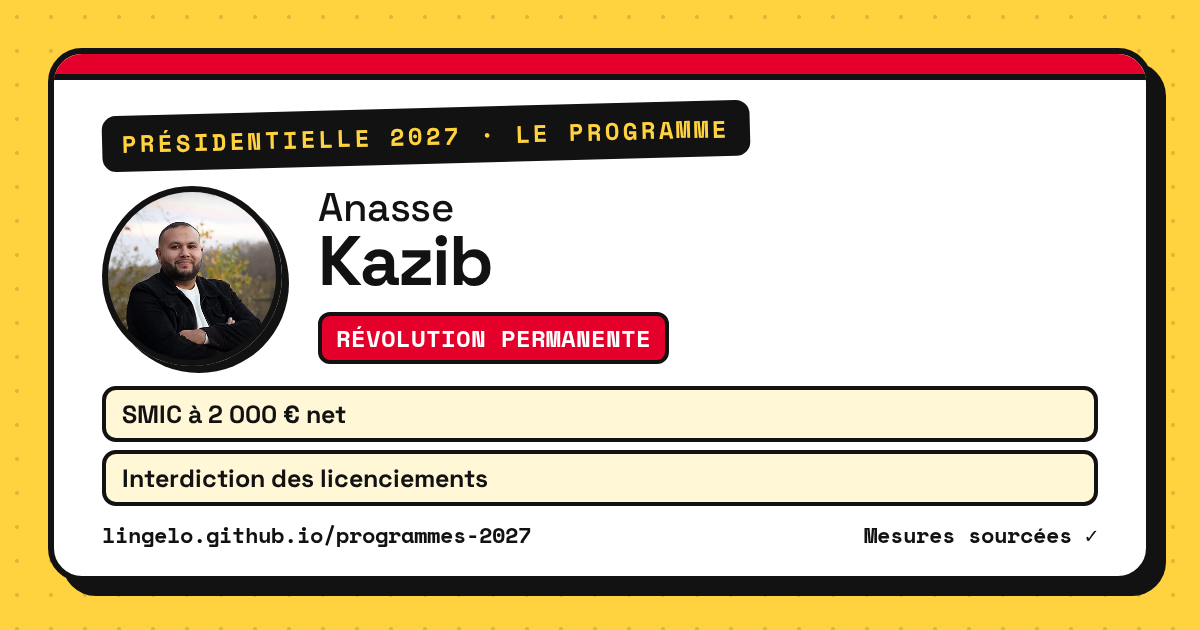 PRÉSIDENTIELLE 2027 · LE PROGRAMME
Anasse
Kazib
RÉVOLUTION PERMANENTE
SMIC à 2 000 € net
Interdiction des licenciements
lingelo.github.io/programmes-2027
Mesures sourcées ✓